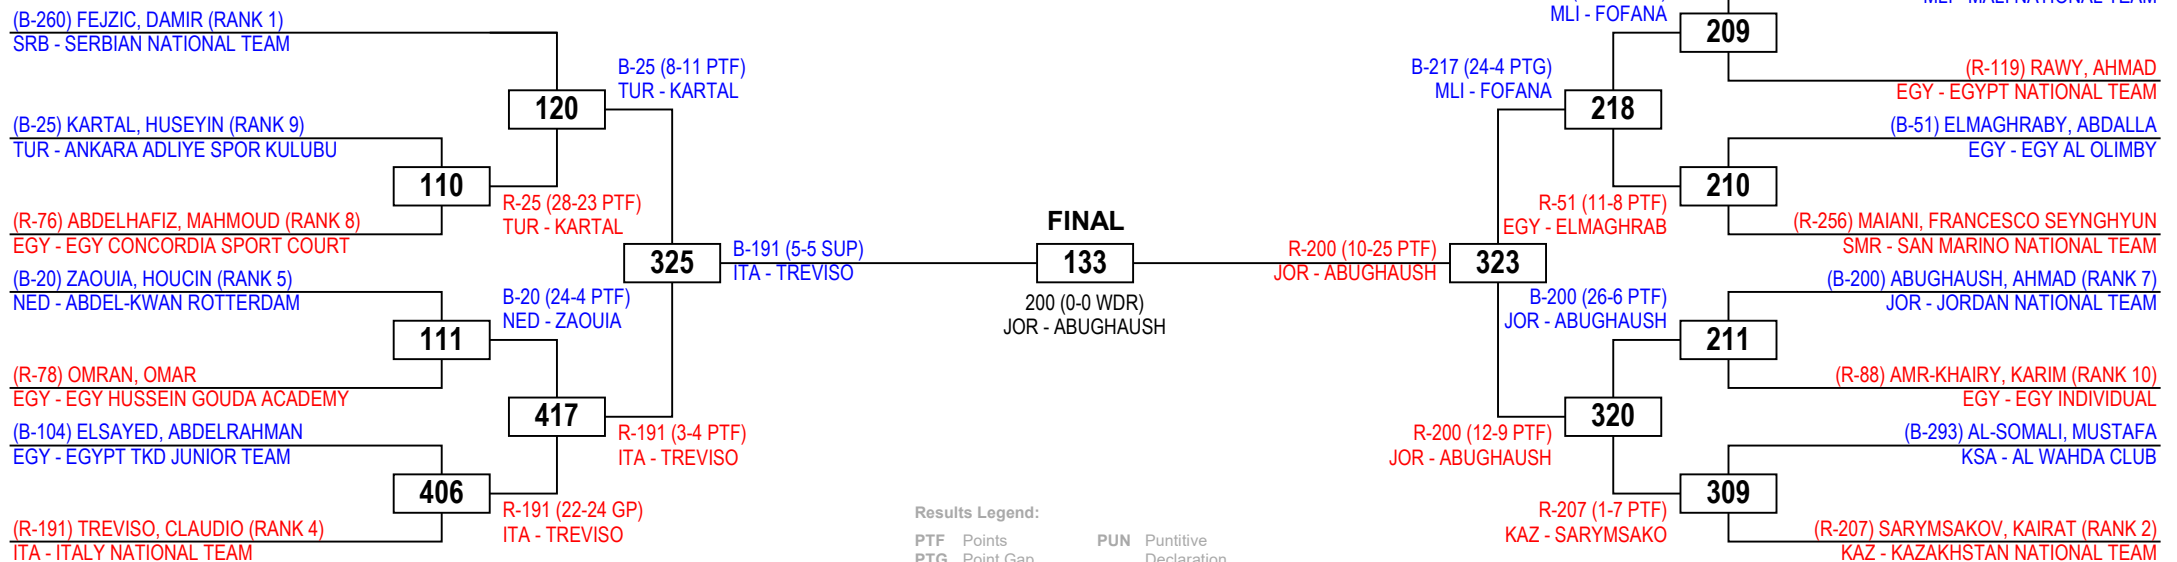 (B-260) FEJZIC, DAMIR (RANK 1)
SRB - SERBIAN NATIONAL TEAM
120
B-25 (8-11 PTF)
TUR - KARTAL
(B-25) KARTAL, HUSEYIN (RANK 9)
TUR - ANKARA ADLIYE SPOR KULUBU
110
R-25 (28-23 PTF)
TUR - KARTAL
(R-76) ABDELHAFIZ, MAHMOUD (RANK 8)
EGY - EGY CONCORDIA SPORT COURT
325
B-191 (5-5 SUP)
ITA - TREVISO
(B-20) ZAOUIA, HOUCIN (RANK 5)
NED - ABDEL-KWAN ROTTERDAM
B-20 (24-4 PTF)
NED - ZAOUIA
111
(R-78) OMRAN, OMAR
EGY - EGY HUSSEIN GOUDA ACADEMY
417
R-191 (3-4 PTF)
ITA - TREVISO
(B-104) ELSAYED, ABDELRAHMAN
EGY - EGYPT TKD JUNIOR TEAM
406
R-191 (22-24 GP)
ITA - TREVISO
(R-191) TREVISO, CLAUDIO (RANK 4)
ITA - ITALY NATIONAL TEAM
FINAL
133
200 (0-0 WDR)
JOR - ABUGHAUSH
Results Legend:
PTF Points
PUN Puntitive
PTG Point Gap
Declaration
MLI - FOFANA
MLI - MALI NATIONAL TEAM
209
B-217 (24-4 PTG)
MLI - FOFANA
(R-119) RAWY, AHMAD
EGY - EGYPT NATIONAL TEAM
218
(B-51) ELMAGHRABY, ABDALLA
EGY - EGY AL OLIMBY
210
R-51 (11-8 PTF)
EGY - ELMAGHRAB
(R-256) MAIANI, FRANCESCO SEYNGHYUN
SMR - SAN MARINO NATIONAL TEAM
R-200 (10-25 PTF)
JOR - ABUGHAUSH
323
(B-200) ABUGHAUSH, AHMAD (RANK 7)
JOR - JORDAN NATIONAL TEAM
B-200 (26-6 PTF)
JOR - ABUGHAUSH
211
(R-88) AMR-KHAIRY, KARIM (RANK 10)
EGY - EGY INDIVIDUAL
320
R-200 (12-9 PTF)
JOR - ABUGHAUSH
(B-293) AL-SOMALI, MUSTAFA
KSA - AL WAHDA CLUB
309
R-207 (1-7 PTF)
KAZ - SARYMSAKO
(R-207) SARYMSAKOV, KAIRAT (RANK 2)
KAZ - KAZAKHSTAN NATIONAL TEAM